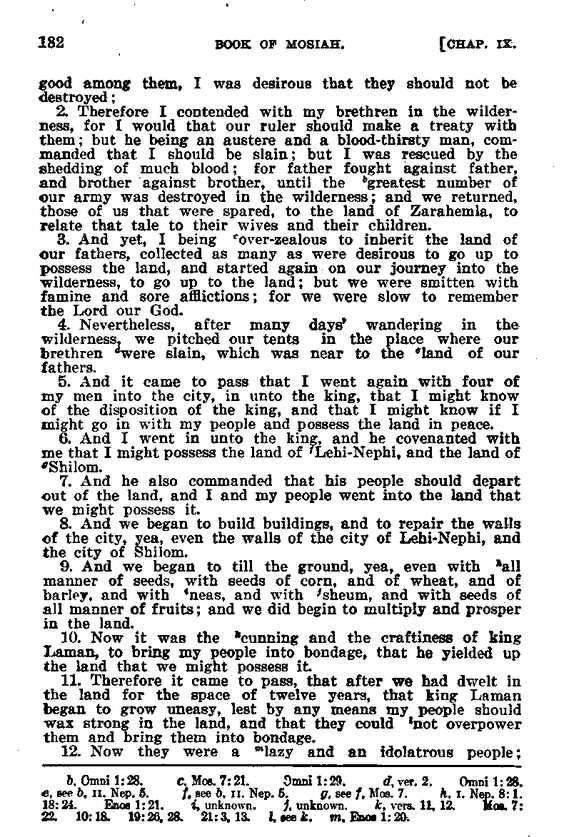 182 BOOK OF MOSIAH. [CHAP. IX.
good among them, I was desirous that they should not be
destroyed;
2. Therefore I contended with my brethren in the wilder-
ness, for I would that our ruler should make a treaty with
them; but he being an austere and a blood-thirsty man, com-
manded that I should be slain; but I was rescued by the
shedding of much blood; for father fought against father,
and brother against brother, until the ᵇgreatest number of
our army was destroyed in the wilderness; and we returned,
those of us that were spared, to the land of Zarahemla, to
relate that tale to their wives and their children.
3. And yet, I being ᶜover-zealous to inherit the land of
our fathers, collected as many as were desirous to go up to
possess the land, and started again on our journey into the
wilderness, to go up to the land; but we were smitten with
famine and sore afflictions; for we were slow to remember
the Lord our God.
4. Nevertheless, after many days' wandering in the
wilderness, we pitched our tents in the place where our
brethren ᵈwere slain, which was near to the ᵉland of our
fathers.
5. And it came to pass that I went again with four of
my men into the city, in unto the king, that I might know
of the disposition of the king, and that I might know if I
might go in with my people and possess the land in peace.
6. And I went in unto the king, and he covenanted with
me that I might possess the land of ᶠLehi-Nephi, and the land of
ᵍShilom.
7. And he also commanded that his people should depart
out of the land, and I and my people went into the land that
we might possess it.
8. And we began to build buildings, and to repair the walls
of the city, yea, even the walls of the city of Lehi-Nephi, and
the city of Shilom.
9. And we began to till the ground, yea, even with ʰall
manner of seeds, with seeds of corn, and of wheat, and of
barley, and with ⁱneas, and with ʲsheum, and with seeds of
all manner of fruits; and we did begin to multiply and prosper
in the land.
10. Now it was the ᵏcunning and the craftiness of king
Laman, to bring my people into bondage, that he yielded up
the land that we might possess it.
11. Therefore it came to pass, that after we had dwelt in
the land for the space of twelve years, that king Laman
began to grow uneasy, lest by any means my people should
wax strong in the land, and that they could ˡnot overpower
them and bring them into bondage.
12. Now they were a ᵐlazy and an idolatrous people;
b, Omni 1:28. c, Mos. 7:21. Omni 1:29. d, ver. 2. Omni 1:28.
e, see b, II. Nep. 5. f, see b, II. Nep. 5. g, see f, Mos. 7. h, I. Nep. 8:1.
18:24. Enos 1:21. i, unknown. j, unknown. k, vers. 11, 12. Mos. 7:
22. 10:18. 19:26, 28. 21:3, 13. l, see k. m, Enos 1:20.